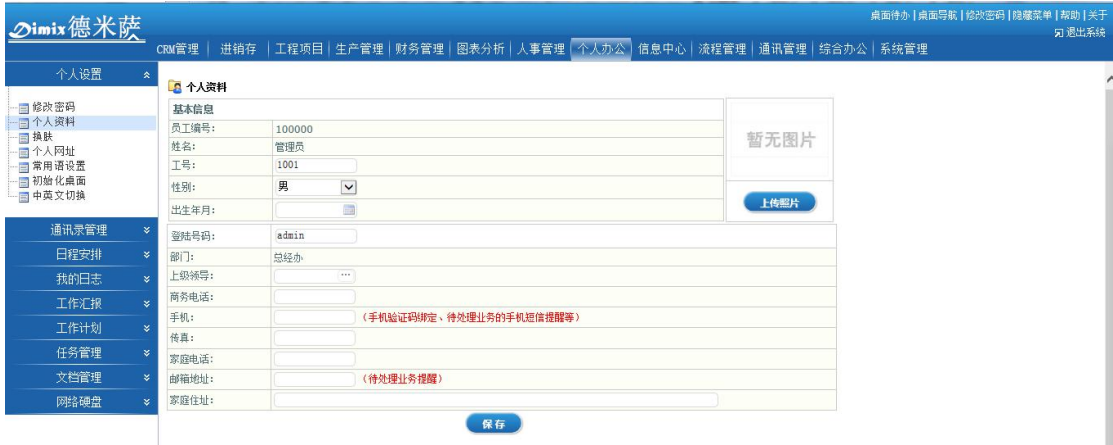 Dimix德米萨
桌面待办|桌面导航|修改密码|隐藏菜单|帮助|关于
退出系统
CRM管理| 进销存 |工程项目|生产管理|财务管理|图表分析|人事管理|个人办公|信息中心|流程管理|通讯管理|综合办公|系统管理
个人设置
修改密码
个人资料
换肤
个人网址
常用语设置
初始化桌面
中英文切换
通讯录管理
日程安排
我的日志
工作汇报
工作计划
任务管理
文档管理
网络硬盘
个人资料
基本信息
员工编号: 100000
姓名: 管理员
工号: 1001
性别: 男
出生年月:
暂无图片
上传照片
登陆号码: admin
部门: 总经办
上级领导: ...
商务电话:
手机: (手机验证码绑定、待处理业务的手机短信提醒等)
传真:
家庭电话:
邮箱地址: (待处理业务提醒)
家庭住址:
保存